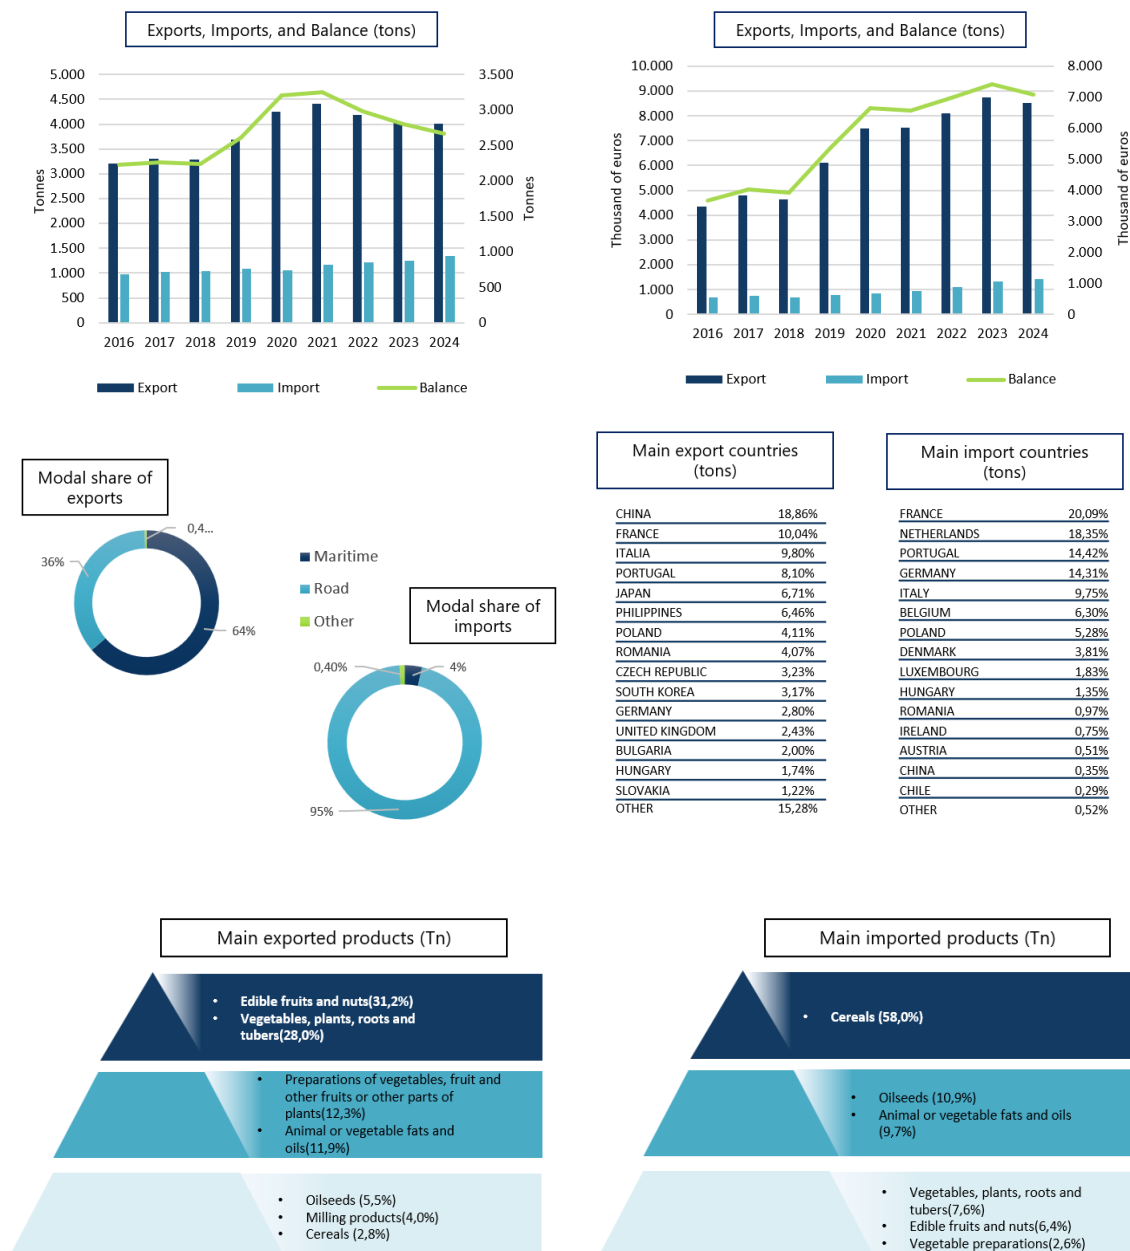 Exports, Imports, and Balance (tons)
5.000
4.500
4.000
3.500
3.000
2.500
2.000
1.500
1.000
500
0
Tonnes
3.500
3.000
2.500
2.000
1.500
1.000
500
0
Tonnes
2016 2017 2018 2019 2020 2021 2022 2023 2024
Export Import Balance
Exports, Imports, and Balance (tons)
10.000
9.000
8.000
7.000
6.000
5.000
4.000
3.000
2.000
1.000
0
Thousand of euros
8.000
7.000
6.000
5.000
4.000
3.000
2.000
1.000
0
Thousand of euros
2016 2017 2018 2019 2020 2021 2022 2023 2024
Export Import Balance
Modal share of
exports
0,4...
36%
64%
Maritime
Road
Other
Modal share of
imports
0,40%
4%
95%
Main export countries
(tons)
CHINA 18,86%
FRANCE 10,04%
ITALIA 9,80%
PORTUGAL 8,10%
JAPAN 6,71%
PHILIPPINES 6,46%
POLAND 4,11%
ROMANIA 4,07%
CZECH REPUBLIC 3,23%
SOUTH KOREA 3,17%
GERMANY 2,80%
UNITED KINGDOM 2,43%
BULGARIA 2,00%
HUNGARY 1,74%
SLOVAKIA 1,22%
OTHER 15,28%
Main import countries
(tons)
FRANCE 20,09%
NETHERLANDS 18,35%
PORTUGAL 14,42%
GERMANY 14,31%
ITALY 9,75%
BELGIUM 6,30%
POLAND 5,28%
DENMARK 3,81%
LUXEMBOURG 1,83%
HUNGARY 1,35%
ROMANIA 0,97%
IRELAND 0,75%
AUSTRIA 0,51%
CHINA 0,35%
CHILE 0,29%
OTHER 0,52%
Main exported products (Tn)
• Edible fruits and nuts(31,2%)
• Vegetables, plants, roots and
tubers(28,0%)
• Preparations of vegetables, fruit and
other fruits or other parts of
plants(12,3%)
• Animal or vegetable fats and
oils(11,9%)
• Oilseeds (5,5%)
• Milling products(4,0%)
• Cereals (2,8%)
Main imported products (Tn)
• Cereals (58,0%)
• Oilseeds (10,9%)
• Animal or vegetable fats and oils
(9,7%)
• Vegetables, plants, roots and
tubers(7,6%)
• Edible fruits and nuts(6,4%)
• Vegetable preparations(2,6%)